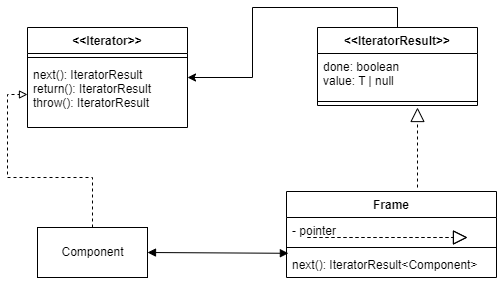 <<Iterator>>
next(): IteratorResult
return(): IteratorResult
throw(): IteratorResult
<<IteratorResult>>
done: boolean
value: T | null
Component
Frame
- pointer
next(): IteratorResult<Component>